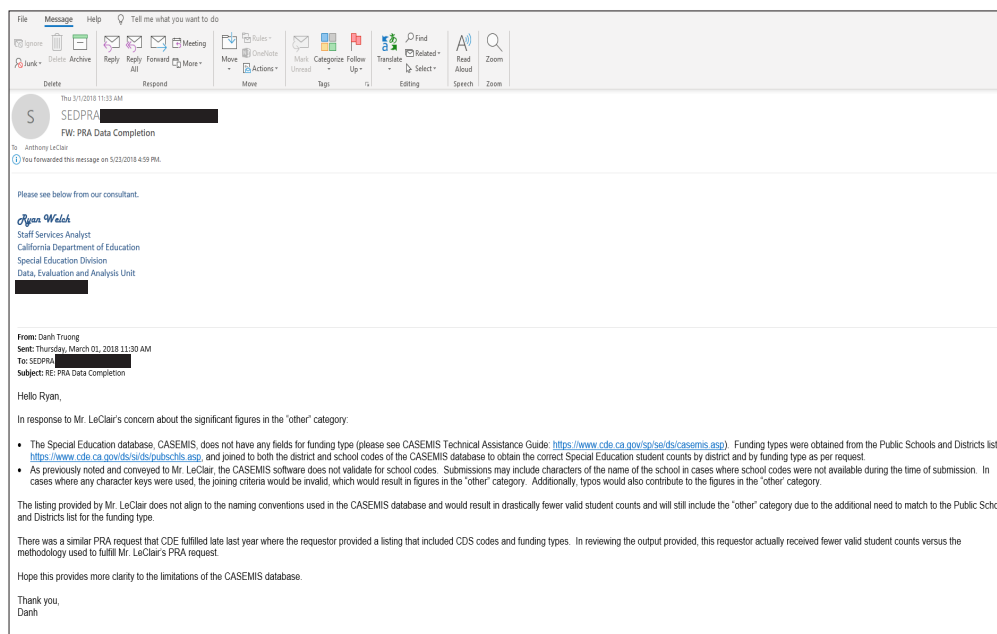 File Message Help Tell me what you want to do
Ignore Delete Archive Reply Reply All Forward Meeting Move Rules OneNote Mark Unread Categorize Follow Up Translate Find Related Read Aloud Zoom
Junk More Actions Select
Delete Respond Move Tags Editing Speech Zoom
Thu 3/1/2018 11:33 AM
S
SEDPRA
FW: PRA Data Completion
To Anthony LeClair
You forwarded this message on 5/23/2018 4:59 PM.
Please see below from our consultant.
Ryan Welch
Staff Services Analyst
California Department of Education
Special Education Division
Data, Evaluation and Analysis Unit
From: Danh Truong
Sent: Thursday, March 01, 2018 11:30 AM
To: SEDPRA
Subject: RE: PRA Data Completion
Hello Ryan,
In response to Mr. LeClair's concern about the significant figures in the "other" category:
• The Special Education database, CASEMIS, does not have any fields for funding type (please see CASEMIS Technical Assistance Guide: https://www.cde.ca.gov/sp/se/ds/casemis.asp). Funding types were obtained from the Public Schools and Districts list
https://www.cde.ca.gov/ds/si/ds/pubschls.asp, and joined to both the district and school codes of the CASEMIS database to obtain the correct Special Education student counts by district and by funding type as per request.
• As previously noted and conveyed to Mr. LeClair, the CASEMIS software does not validate for school codes. Submissions may include characters of the name of the school in cases where school codes were not available during the time of submission. In
cases where any character keys were used, the joining criteria would be invalid, which would result in figures in the "other" category. Additionally, typos would also contribute to the figures in the "other' category.
The listing provided by Mr. LeClair does not align to the naming conventions used in the CASEMIS database and would result in drastically fewer valid student counts and will still include the "other" category due to the additional need to match to the Public Scho
and Districts list for the funding type.
There was a similar PRA request that CDE fulfilled late last year where the requestor provided a listing that included CDS codes and funding types. In reviewing the output provided, this requestor actually received fewer valid student counts versus the
methodology used to fulfill Mr. LeClair's PRA request.
Hope this provides more clarity to the limitations of the CASEMIS database.
Thank you,
Danh